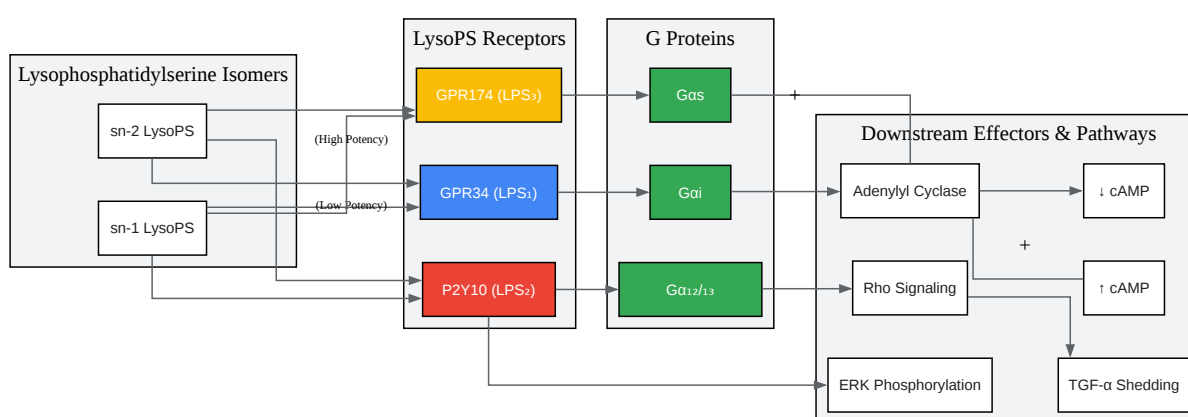 Lysophosphatidylserine Isomers
sn-2 LysoPS
sn-1 LysoPS
(High Potency)
(Low Potency)
LysoPS Receptors
GPR174 (LPS₃)
GPR34 (LPS₁)
P2Y10 (LPS₂)
G Proteins
Gαs
Gαi
Gα₁₂/₁₃
+
Downstream Effectors & Pathways
Adenylyl Cyclase
↓ cAMP
+
Rho Signaling
↑ cAMP
ERK Phosphorylation
TGF-α Shedding